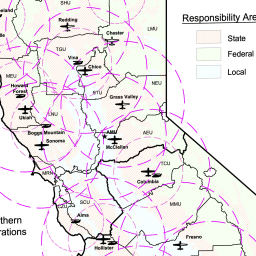 SHU
LMU
Redding
Chester
TGU
Responsibility Are
State
Federal
Local
Vina
Chico
MEU
Howard
Forest
BTU
NEU
Grass Valley
Ukiah
Boggs Mountain
Sonoma
AMU
McClellan
AEU
MRN
TCU
Columbia
MMU
Alma
Hollister
Fresno
thern
rations